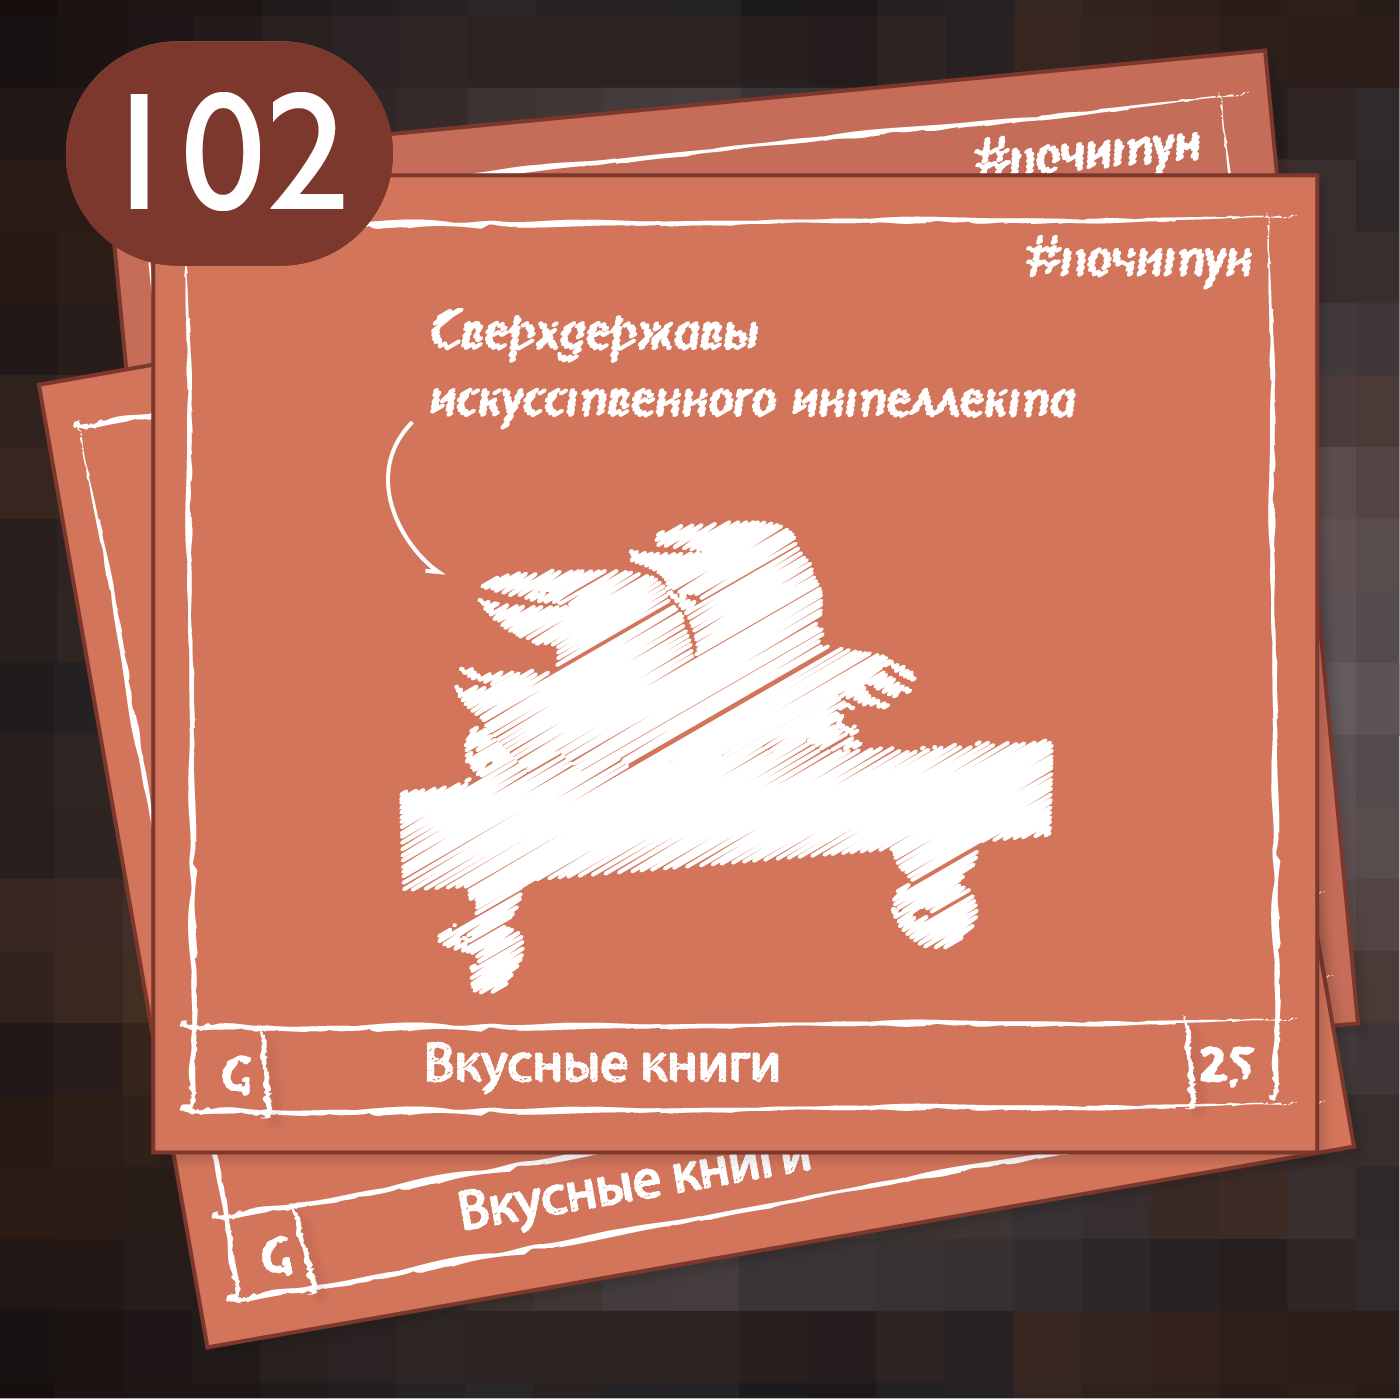 102
#почитун
#почитун
Сверхдержавы
искусственного интеллекта
G
Вкусные книги
25
Вкусные книги
G